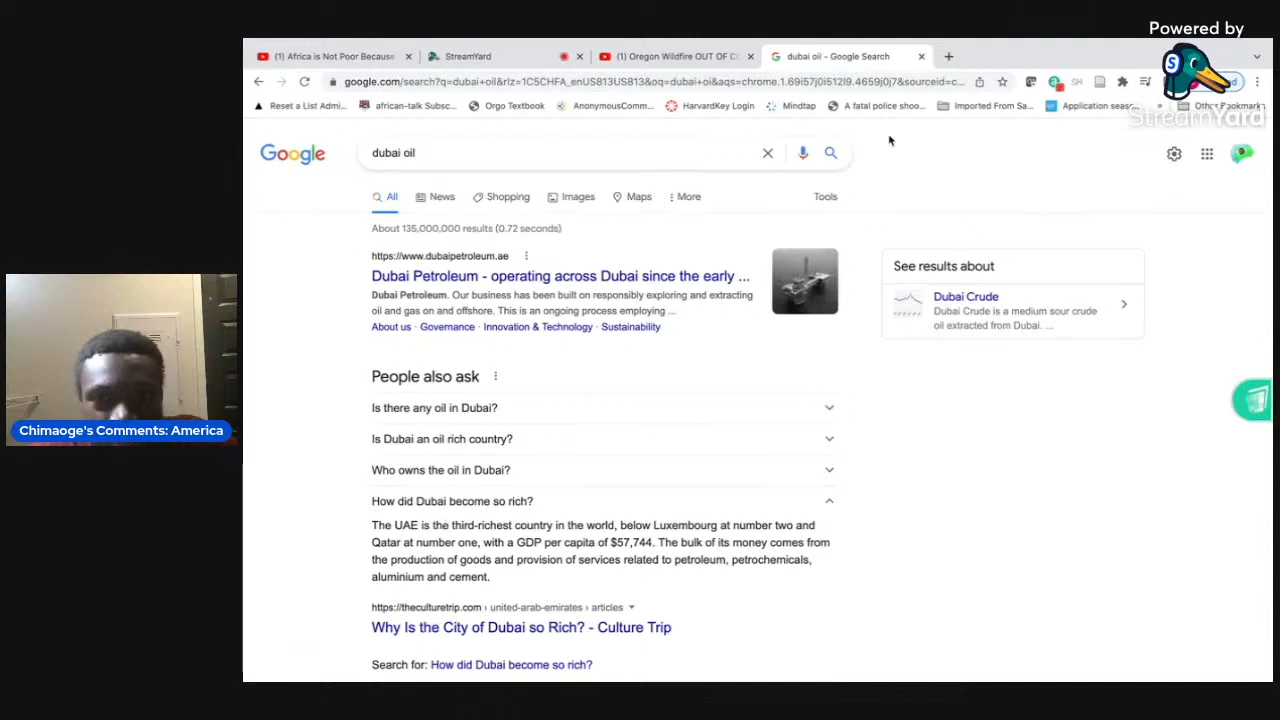 Powered by
StreamYard
(1) Africa is Not Poor Because
StreamYard
(1) Oregon Wildfire OUT OF C
dubai oil - Google Search
google.com/search?q=dubai+oil&rlz=1C5CHFA_enUS813US813&oq=dubai+oi&aqs=chrome.1.69i57j0i512l9.4659j0j7&sourceid=c...
SH
Reset a List Admi...
african-talk Subsc...
Orgo Textbook
AnonymousComm...
HarvardKey Login
Mindtap
A fatal police shoo...
Imported From Sa...
Application seas...
»
Other Bookmarks
Google
dubai oil
All
News
Shopping
Images
Maps
More
Tools
About 135,000,000 results (0.72 seconds)
https://www.dubaipetroleum.ae
Dubai Petroleum - operating across Dubai since the early ...
Dubai Petroleum. Our business has been built on responsibly exploring and extracting
oil and gas on and offshore. This is an ongoing process employing ...
About us · Governance · Innovation & Technology · Sustainability
See results about
Dubai Crude
Dubai Crude is a medium sour crude
oil extracted from Dubai. ...
People also ask
Is there any oil in Dubai?
Is Dubai an oil rich country?
Who owns the oil in Dubai?
How did Dubai become so rich?
The UAE is the third-richest country in the world, below Luxembourg at number two and
Qatar at number one, with a GDP per capita of $57,744. The bulk of its money comes from
the production of goods and provision of services related to petroleum, petrochemicals,
aluminium and cement.
https://theculturetrip.com › united-arab-emirates › articles
Why Is the City of Dubai so Rich? - Culture Trip
Search for: How did Dubai become so rich?
Chimaoge's Comments: America